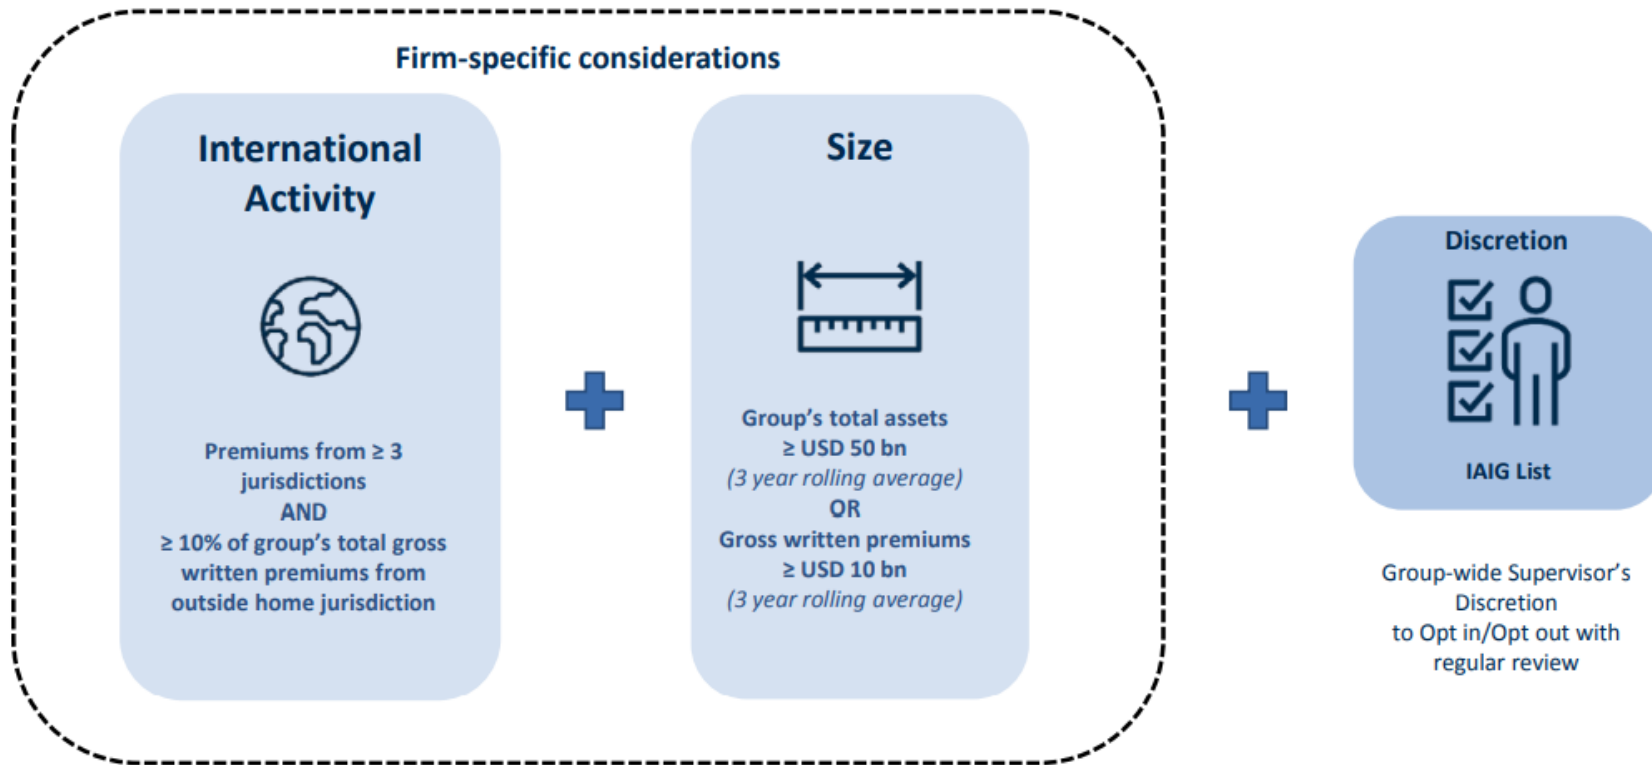 Firm-specific considerations
International
Activity
Premiums from ≥ 3
jurisdictions
AND
≥ 10% of group's total gross
written premiums from
outside home jurisdiction
Size
Group's total assets
≥ USD 50 bn
(3 year rolling average)
OR
Gross written premiums
≥ USD 10 bn
(3 year rolling average)
Discretion
IAIG List
Group-wide Supervisor's
Discretion
to Opt in/Opt out with
regular review